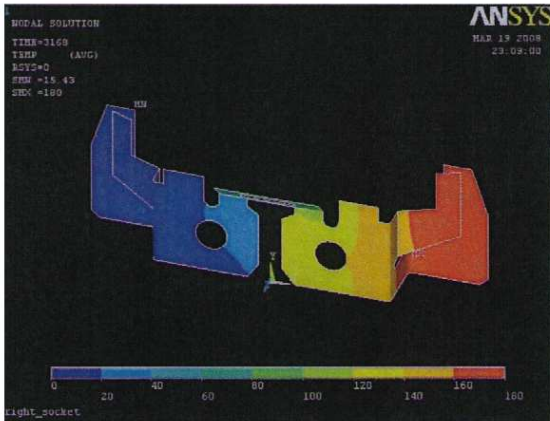 1
NODAL SOLUTION
TIME=3168
TEMP (AVG)
RSYS=0
SMN =15.43
SMX =180
ANSYS
MAR 19 2008
23:09:00
MN
Y
0 20 40 60 80 100 120 140 160 180
right_socket